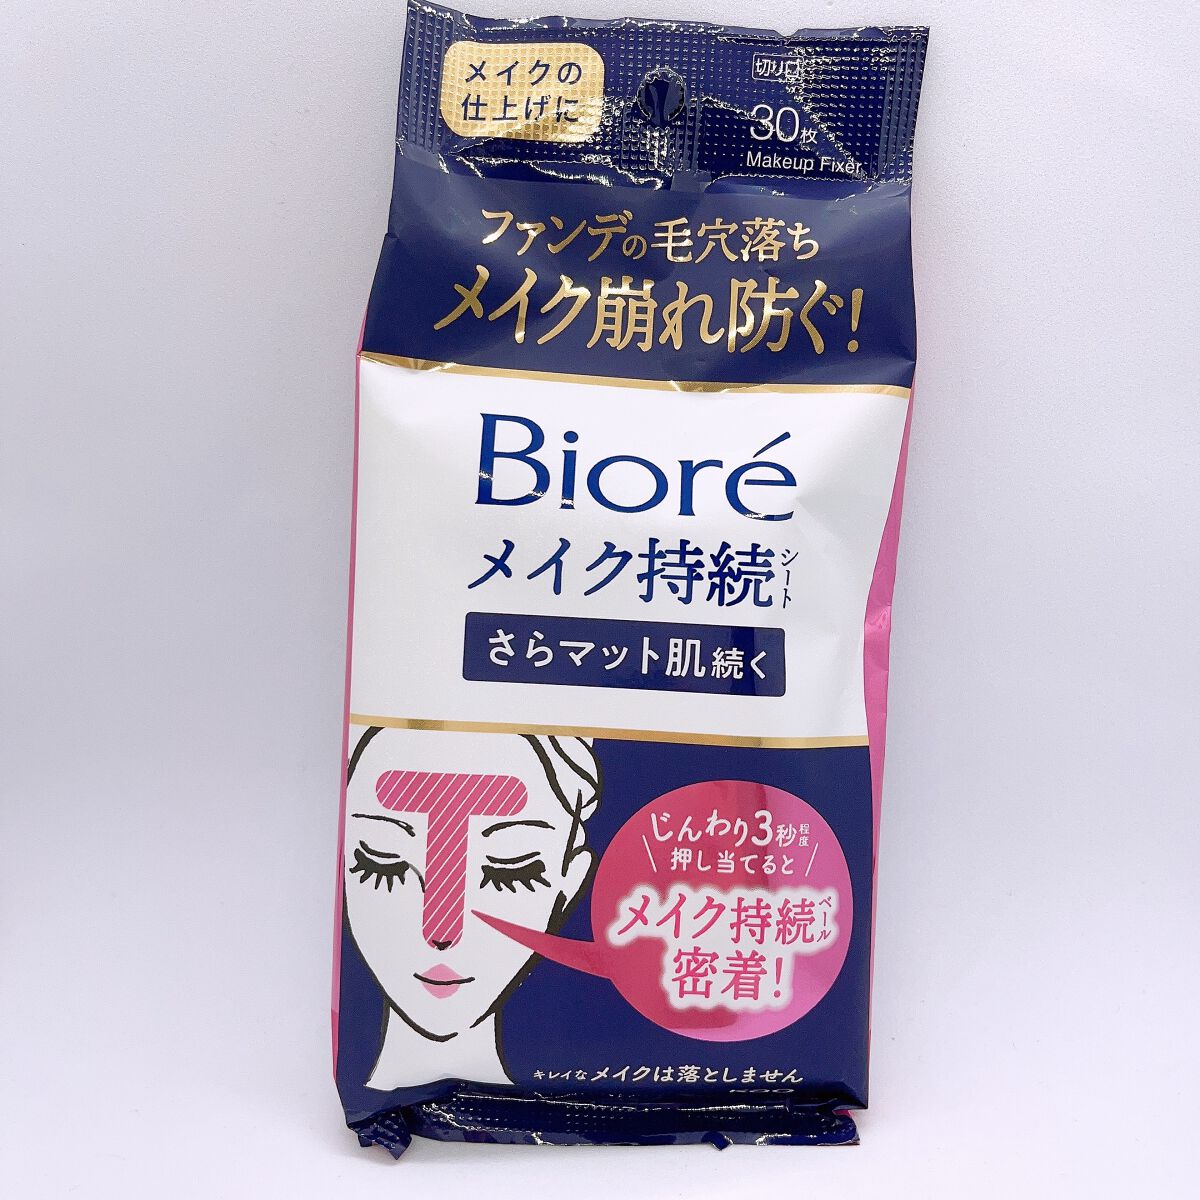 メイクの
仕上げに
切り口
30枚
Makeup Fixer
ファンデの毛穴落ち
メイク崩れ防ぐ!
Bioré
メイク持続シート
さらマット肌続く
じんわり3秒程度
押し当てると
メイク持続ベール
密着!
キレイなメイクは落としません